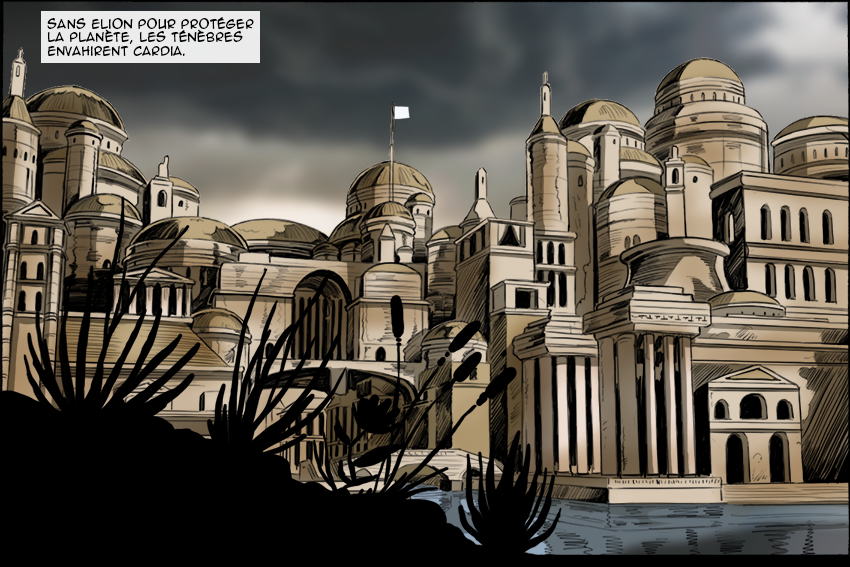 SANS ELION POUR PROTÉGER
LA PLANÈTE, LES TÉNÈBRES
ENVAHIRENT CARDIA.